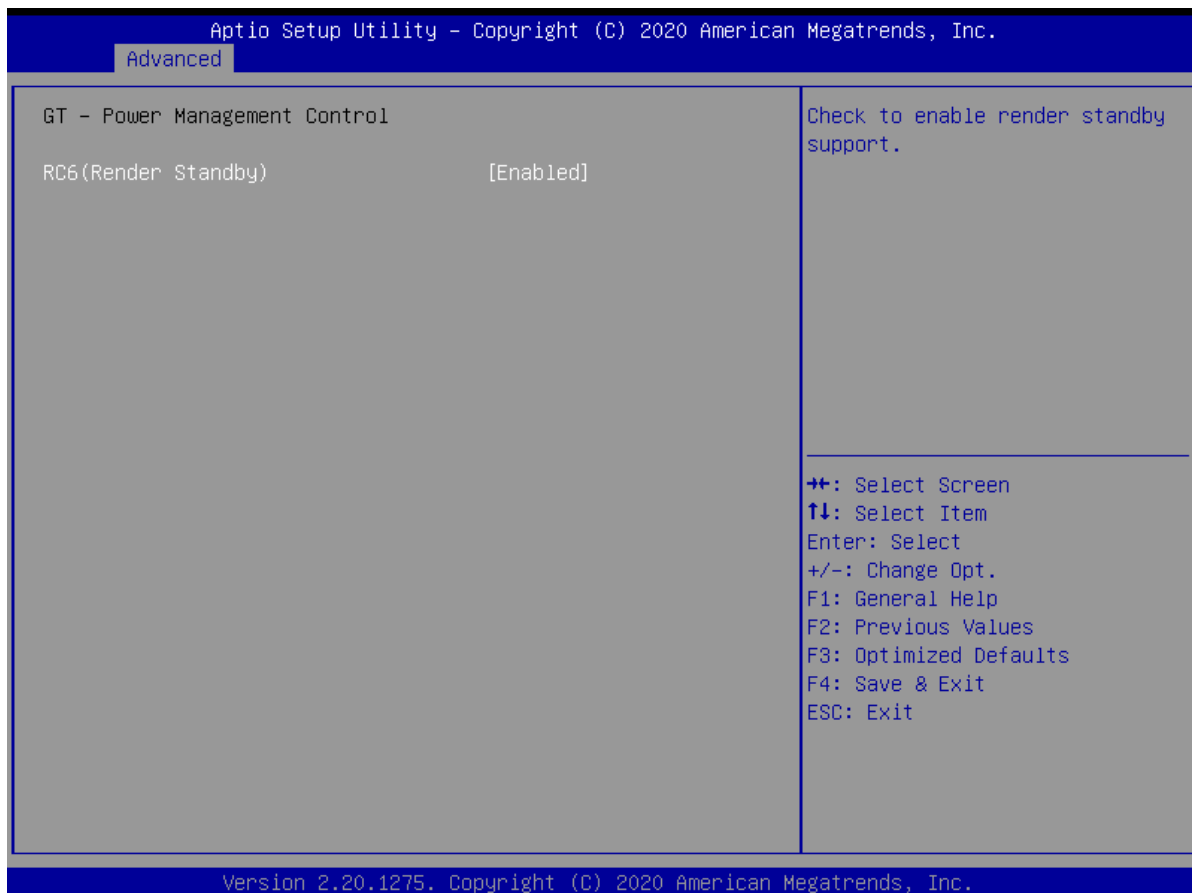 Aptio Setup Utility – Copyright (C) 2020 American Megatrends, Inc.
Advanced
GT – Power Management Control
RC6(Render Standby) [Enabled]
Check to enable render standby
support.
→←: Select Screen
↑↓: Select Item
Enter: Select
+/-: Change Opt.
F1: General Help
F2: Previous Values
F3: Optimized Defaults
F4: Save & Exit
ESC: Exit
Version 2.20.1275. Copyright (C) 2020 American Megatrends, Inc.